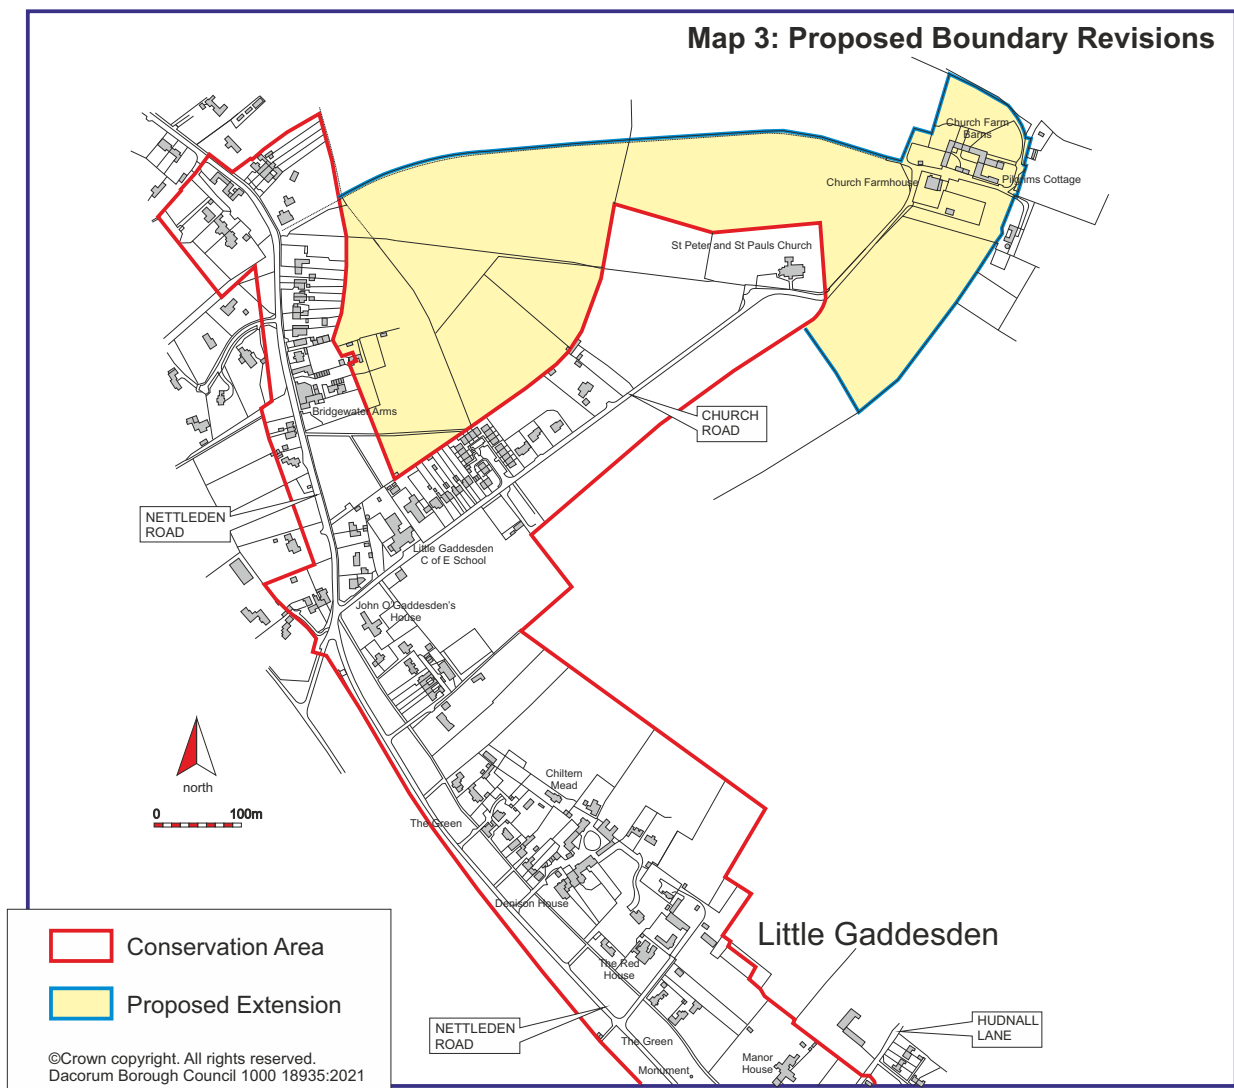 Map 3: Proposed Boundary Revisions
Church Farm
Barns
Church Farmhouse
Pilgrims Cottage
St Peter and St Pauls Church
Bridgewater Arms
CHURCH
ROAD
NETTLEDEN
ROAD
Little Gaddesden
C of E School
John O'Gaddesden's
House
north
0 100m
Chiltern
Mead
The Green
Denison House
Little Gaddesden
The Red
House
NETTLEDEN
ROAD
The Green
Monument
Manor
House
HUDNALL
LANE
Conservation Area
Proposed Extension
©Crown copyright. All rights reserved.
Dacorum Borough Council 1000 18935:2021